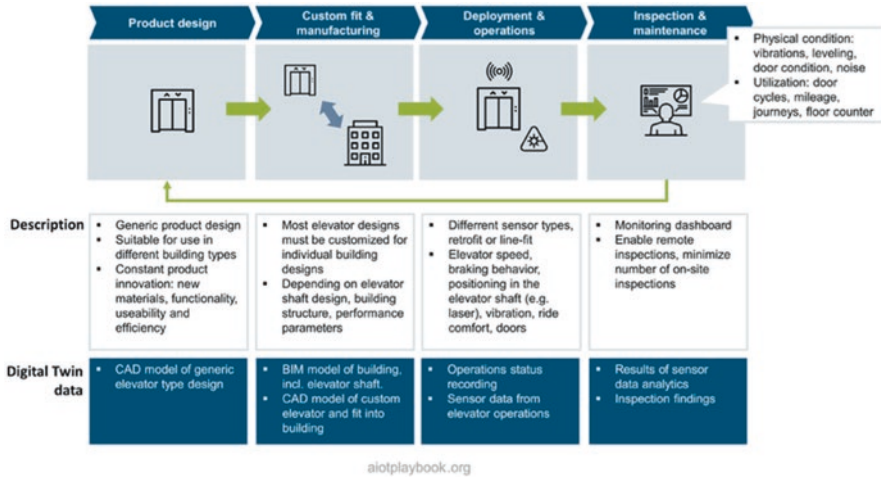 Product design
Custom fit &
manufacturing
Deployment &
operations
Inspection &
maintenance
▪ Physical condition:
vibrations, leveling,
door condition, noise
▪ Utilization: door
cycles, mileage,
journeys, floor counter
Description
▪ Generic product design
▪ Suitable for use in
different building types
▪ Constant product
innovation: new
materials, functionality,
useability and
efficiency
▪ Most elevator designs
must be customized for
individual building
designs
▪ Depending on elevator
shaft design, building
structure, performance
parameters
▪ Differrent sensor types,
retrofit or line-fit
▪ Elevator speed,
braking behavior,
positioning in the
elevator shaft (e.g.
laser), vibration, ride
comfort, doors
▪ Monitoring dashboard
▪ Enable remote
inspections, minimize
number of on-site
inspections
Digital Twin
data
▪ CAD model of generic
elevator type design
▪ BIM model of building,
incl. elevator shaft.
▪ CAD model of custom
elevator and fit into
building
▪ Operations status
recording
▪ Sensor data from
elevator operations
▪ Results of sensor
data analytics
▪ Inspection findings
aiotplaybook.org